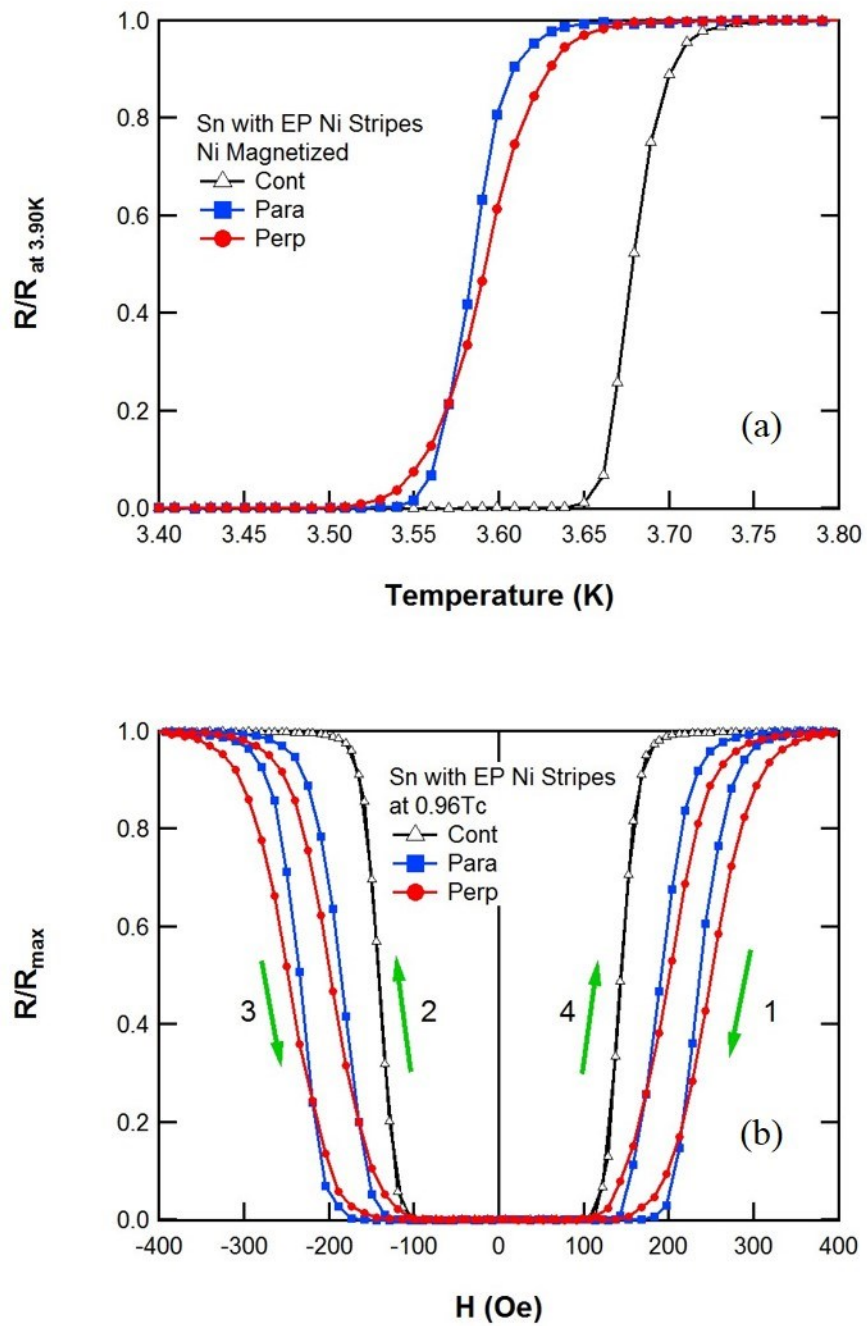 1.0
0.8
0.6
0.4
0.2
0.0
R/R at 3.90K
Sn with EP Ni Stripes
Ni Magnetized
Cont
Para
Perp
(a)
3.40 3.45 3.50 3.55 3.60 3.65 3.70 3.75 3.80
Temperature (K)
1.0
0.8
0.6
0.4
0.2
0.0
R/Rmax
Sn with EP Ni Stripes
at 0.96Tc
Cont
Para
Perp
3 2 4 1
(b)
-400 -300 -200 -100 0 100 200 300 400
H (Oe)